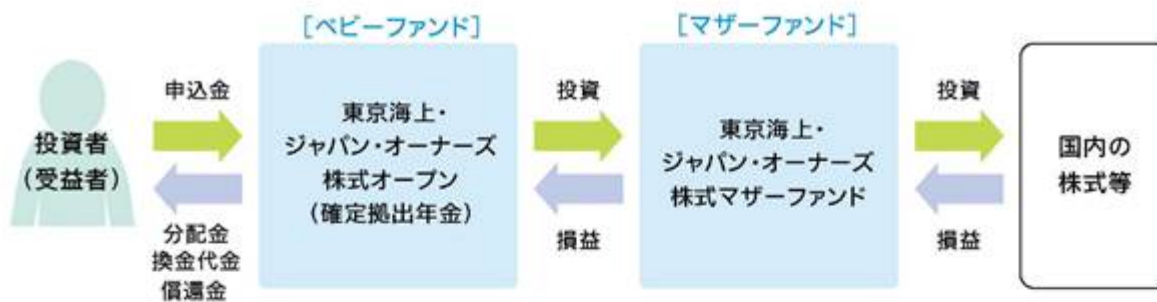 [ベビーファンド]
[マザーファンド]
投資者
(受益者)
申込金
分配金
換金代金
償還金
東京海上・
ジャパン・オーナーズ
株式オープン
(確定拠出年金)
投資
損益
東京海上・
ジャパン・オーナーズ
株式マザーファンド
投資
損益
国内の
株式等